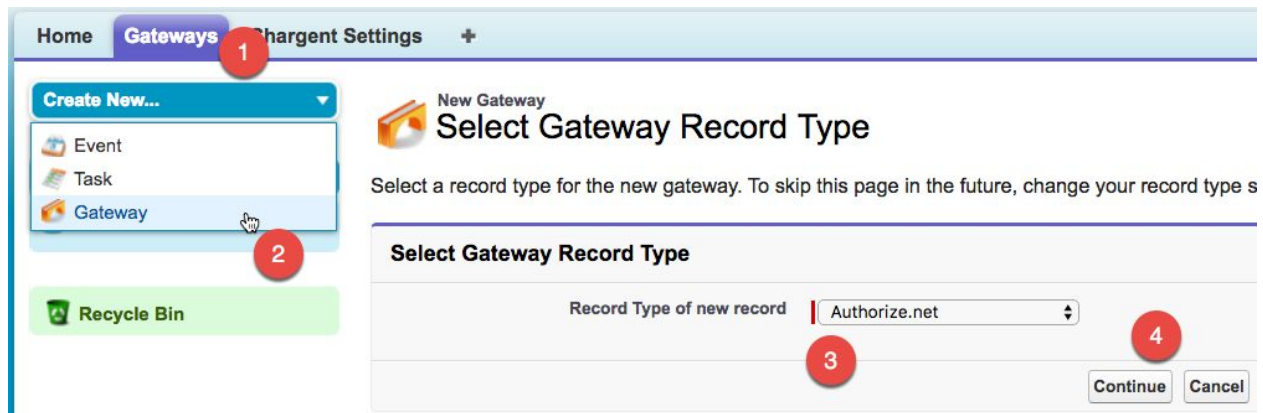 Home Gateways Chargent Settings +
1
Create New...
Event
Task
Gateway
2
Recycle Bin
New Gateway
Select Gateway Record Type
Select a record type for the new gateway. To skip this page in the future, change your record type s
Select Gateway Record Type
Record Type of new record Authorize.net
3
4
Continue Cancel